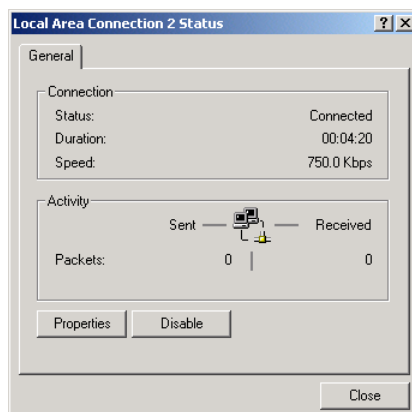 Local Area Connection 2 Status
? X
General
Connection
Status: Connected
Duration: 00:04:20
Speed: 750.0 Kbps
Activity
Sent — — Received
Packets: 0 | 0
Properties Disable
Close